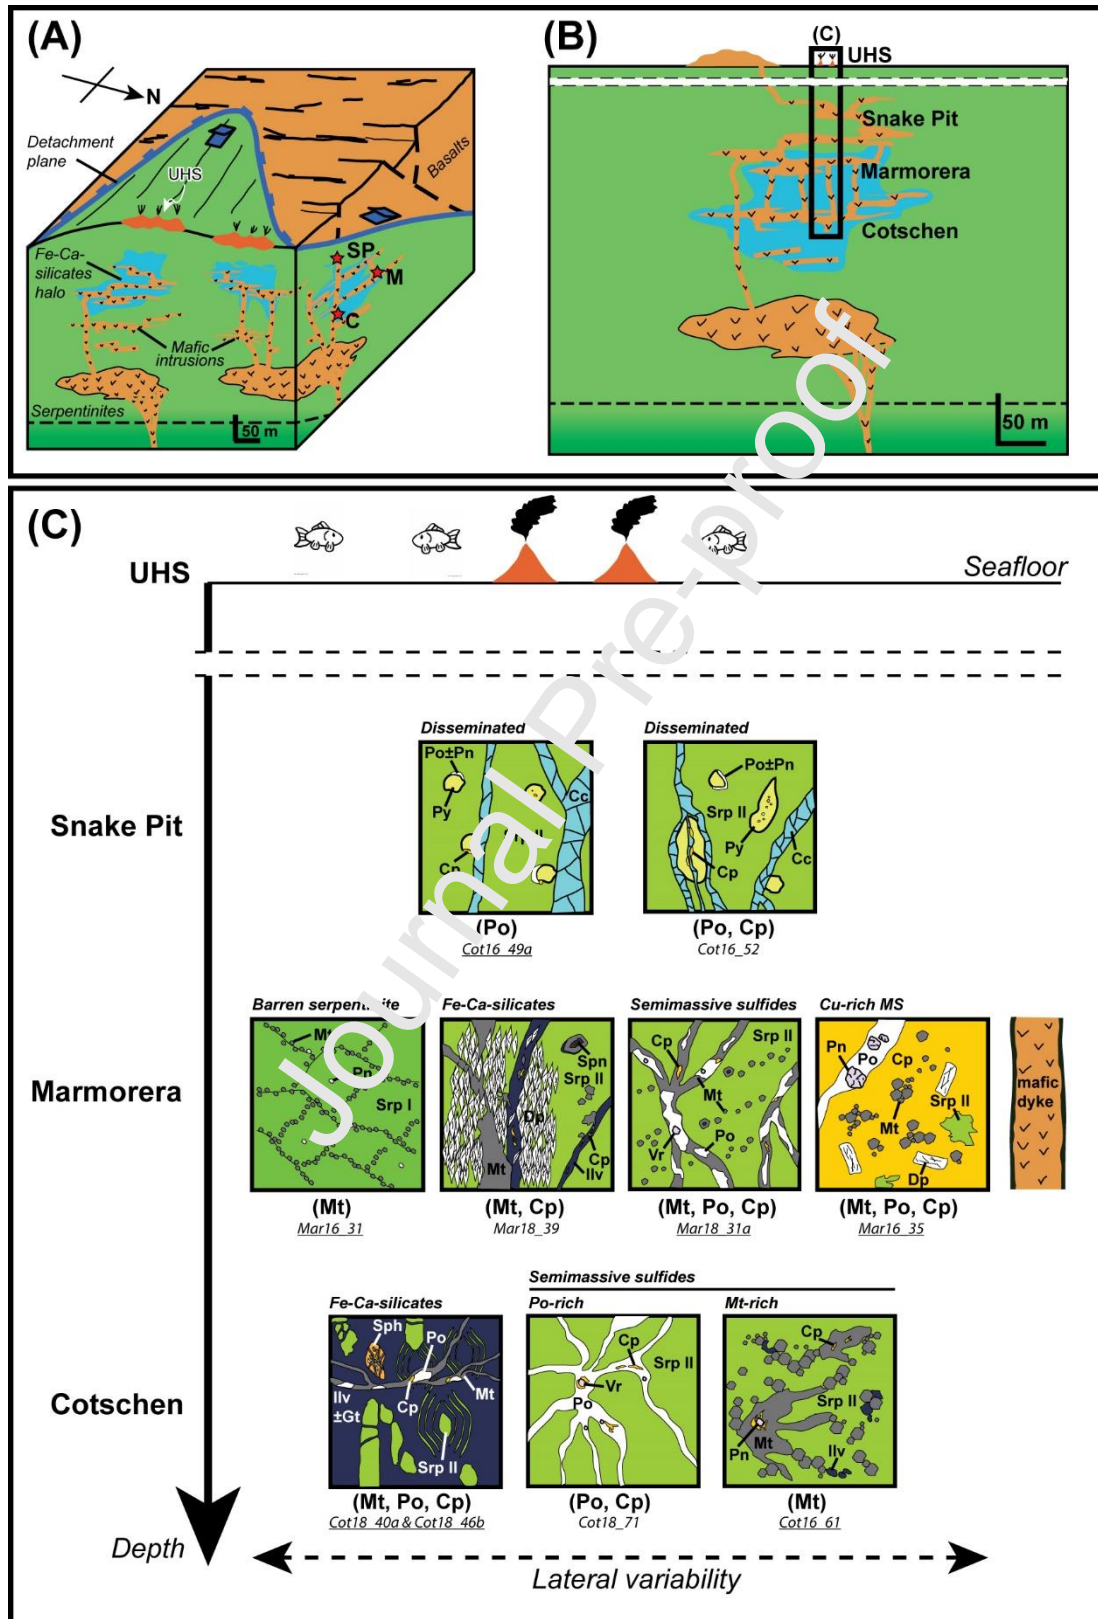 (A)
N
Detachment
plane
UHS
Basalts
Fe-Ca-
silicates
halo
SP
M
C
Mafic
intrusions
Serpentinites
50 m
(B)
(C)
UHS
Snake Pit
Marmorera
Cotschen
50 m
Journal Pre-proof
(C)
UHS
Seafloor
Snake Pit
Disseminated
Po±Pn
Py
Cc
Cp
(Po)
Cot16_49a
Disseminated
Po±Pn
Srp II
Py
Cc
Cp
(Po, Cp)
Cot16_52
Marmorera
Barren serpentinite
Mt
Pn
Srp I
(Mt)
Mar16_31
Fe-Ca-silicates
Spn
Srp II
Dp
Mt
Cp
Ilv
(Mt, Cp)
Mar18_39
Semimassive sulfides
Cp
Srp II
Mt
Vr
Po
(Mt, Po, Cp)
Mar18_31a
Cu-rich MS
Pn
Po
Cp
Mt
Srp II
Dp
(Mt, Po, Cp)
Mar16_35
mafic
dyke
Cotschen
Fe-Ca-silicates
Sph
Po
Ilv
±Gt
Cp
Mt
Srp II
(Mt, Po, Cp)
Cot18_40a & Cot18_46b
Semimassive sulfides
Po-rich
Cp
Srp II
Vr
Po
(Po, Cp)
Cot18_71
Mt-rich
Cp
Srp II
Mt
Pn
Ilv
(Mt)
Cot16_61
Depth
Lateral variability